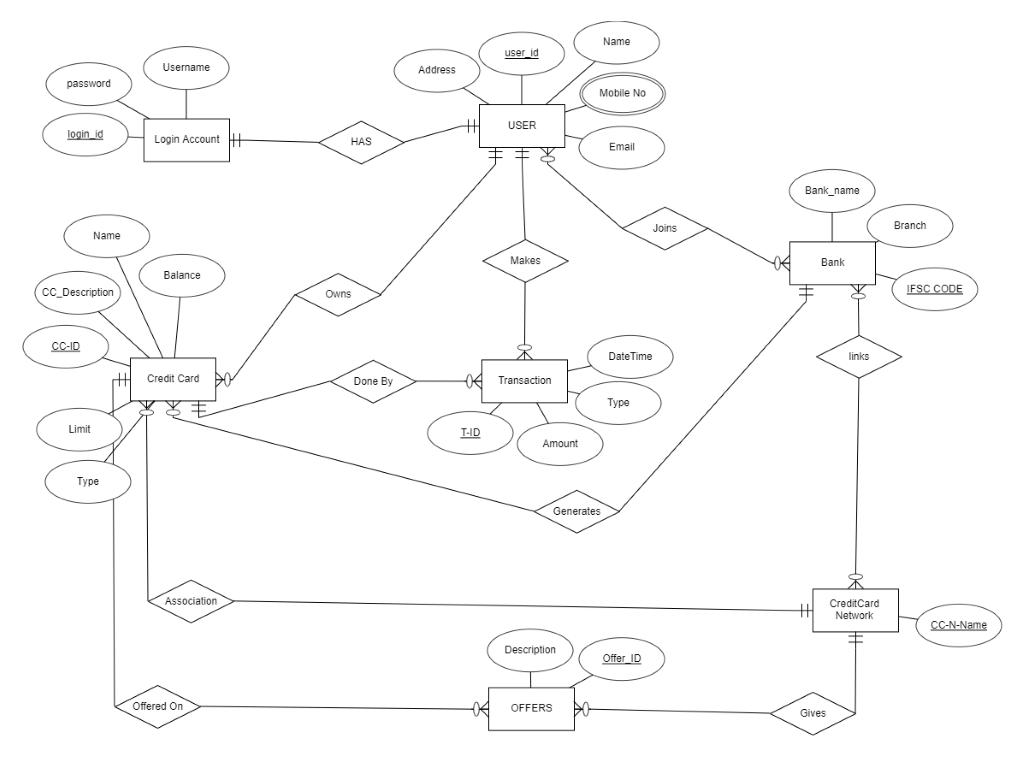 Name
user_id
Address
Username
password
Mobile No
login_id
Login Account
HAS
USER
Email
Bank_name
Branch
Joins
Name
Makes
Bank
Balance
CC_Description
Owns
IFSC CODE
CC-ID
links
DateTime
Credit Card
Done By
Transaction
Type
Limit
T-ID
Amount
Type
Generates
Association
CreditCard
Network
CC-N-Name
Description
Offer_ID
Offered On
OFFERS
Gives